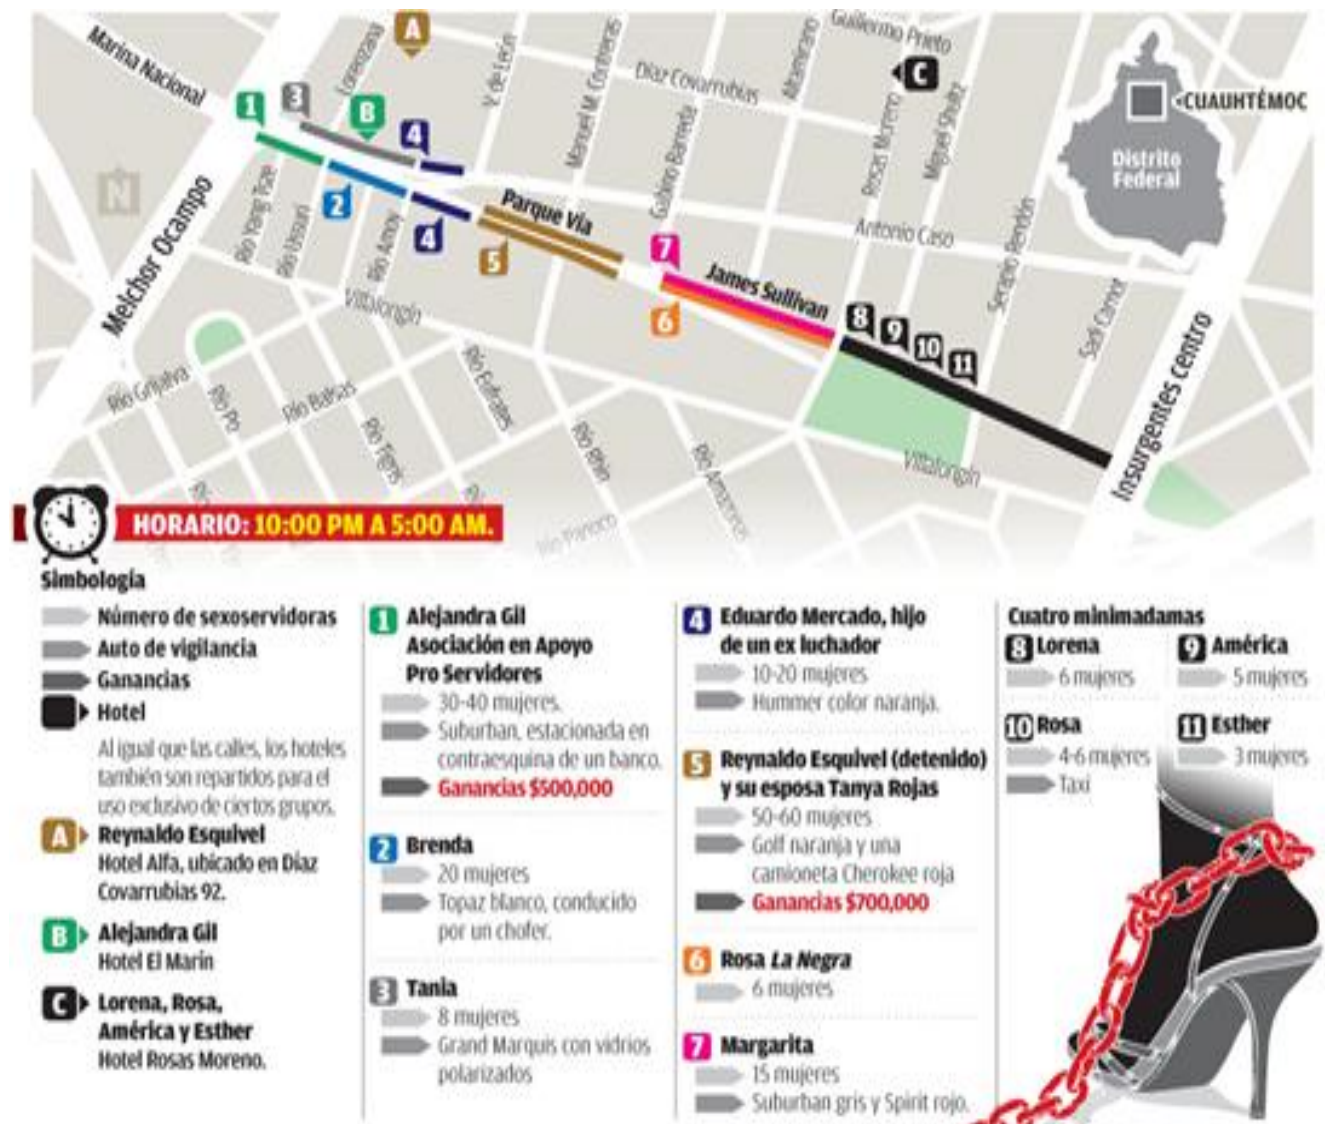 Marina Nacional
Lorenzana
A
V. de León
Manuel M. Contreras
Díaz Covarrubias
Altamirano
Guillermo Prieto
C
CUAUHTÉMOC
Distrito
Federal
1
3
B
4
N
Melchor Ocampo
Río Yang Tsze
Río Ussuri
2
Río Amoy
4
5
Parque Vía
Gabino Barreda
7
James Sullivan
6
Rosas Moreno
Miguel Shultz
Antonio Caso
Serapio Rendón
Sadi Carnot
Insurgentes centro
8
9
10
11
Villalongín
Villalongín
Río Grijalva
Río Po
Río Balsas
Río Tigris
Río Eufrates
Río Rhin
Río Amazonas
Río Panuco
HORARIO: 10:00 PM A 5:00 AM.
Simbología
Número de sexoservidoras
Auto de vigilancia
Ganancias
Hotel
Al igual que las calles, los hoteles
también son repartidos para el
uso exclusivo de ciertos grupos.
A Reynaldo Esquivel
Hotel Alfa, ubicado en Díaz
Covarrubias 92.
B Alejandra Gil
Hotel El Marín
C Lorena, Rosa,
América y Esther
Hotel Rosas Moreno.
1 Alejandra Gil
Asociación en Apoyo
Pro Servidores
30-40 mujeres.
Suburban, estacionada en
contraesquina de un banco.
Ganancias $500,000
2 Brenda
20 mujeres
Topaz blanco, conducido
por un chofer.
3 Tania
8 mujeres
Grand Marquis con vidrios
polarizados
4 Eduardo Mercado, hijo
de un ex luchador
10-20 mujeres
Hummer color naranja.
5 Reynaldo Esquivel (detenido)
y su esposa Tanya Rojas
50-60 mujeres
Golf naranja y una
camioneta Cherokee roja
Ganancias $700,000
6 Rosa La Negra
6 mujeres
7 Margarita
15 mujeres
Suburban gris y Spirit rojo.
Cuatro minimadamas
8 Lorena
6 mujeres
9 América
5 mujeres
10 Rosa
4-6 mujeres
Taxi
11 Esther
3 mujeres